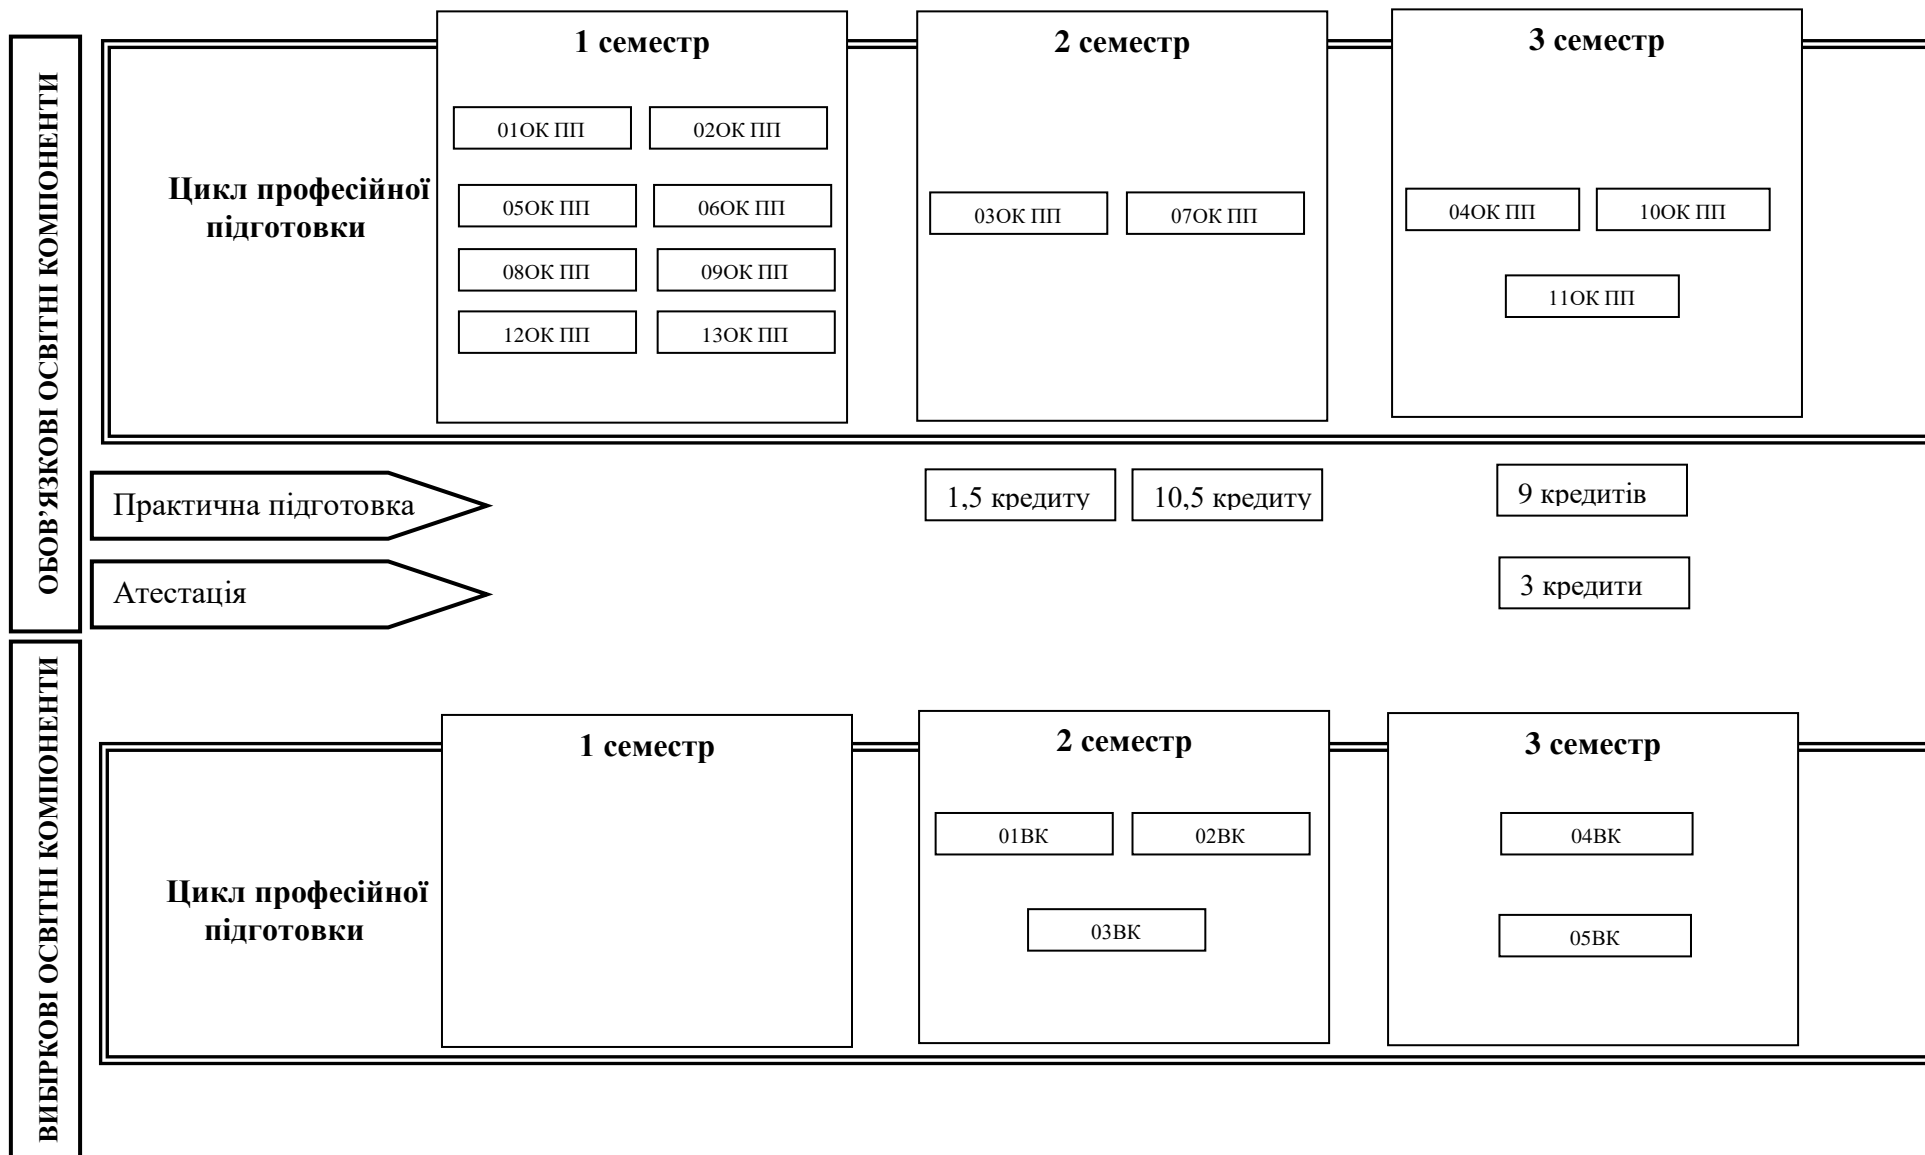 ОБОВ’ЯЗКОВІ ОСВІТНІ КОМПОНЕНТИ
1 семестр
2 семестр
3 семестр
Цикл професійної
підготовки
01ОК ПП
02ОК ПП
05ОК ПП
06ОК ПП
08ОК ПП
09ОК ПП
12ОК ПП
13ОК ПП
03ОК ПП
07ОК ПП
04ОК ПП
10ОК ПП
11ОК ПП
Практична підготовка
1,5 кредиту
10,5 кредиту
9 кредитів
Атестація
3 кредити
ВИБІРКОВІ ОСВІТНІ КОМПОНЕНТИ
1 семестр
2 семестр
3 семестр
Цикл професійної
підготовки
01ВК
02ВК
03ВК
04ВК
05ВК